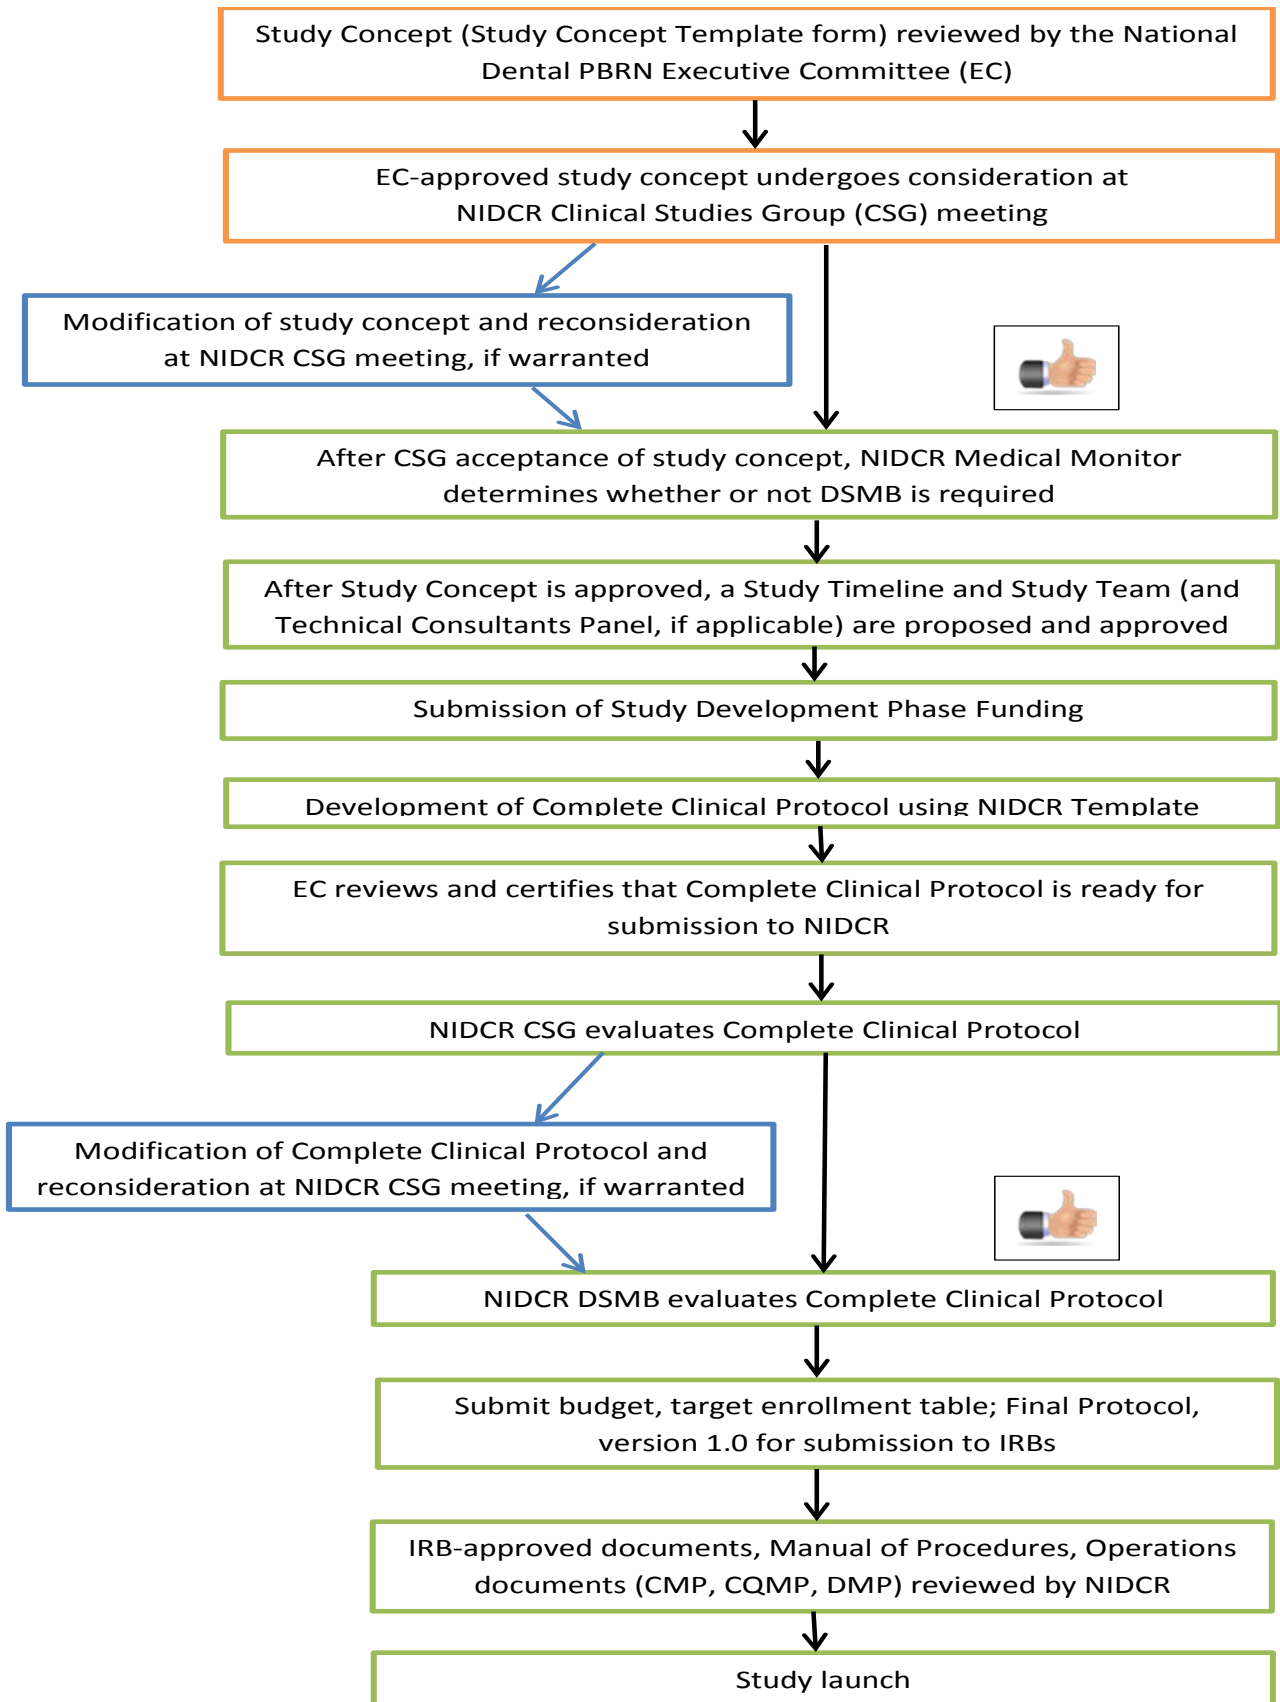 Study Concept (Study Concept Template form) reviewed by the National
Dental PBRN Executive Committee (EC)
EC-approved study concept undergoes consideration at
NIDCR Clinical Studies Group (CSG) meeting
Modification of study concept and reconsideration
at NIDCR CSG meeting, if warranted
After CSG acceptance of study concept, NIDCR Medical Monitor
determines whether or not DSMB is required
After Study Concept is approved, a Study Timeline and Study Team (and
Technical Consultants Panel, if applicable) are proposed and approved
Submission of Study Development Phase Funding
Development of Complete Clinical Protocol using NIDCR Template
EC reviews and certifies that Complete Clinical Protocol is ready for
submission to NIDCR
NIDCR CSG evaluates Complete Clinical Protocol
Modification of Complete Clinical Protocol and
reconsideration at NIDCR CSG meeting, if warranted
NIDCR DSMB evaluates Complete Clinical Protocol
Submit budget, target enrollment table; Final Protocol,
version 1.0 for submission to IRBs
IRB-approved documents, Manual of Procedures, Operations
documents (CMP, CQMP, DMP) reviewed by NIDCR
Study launch